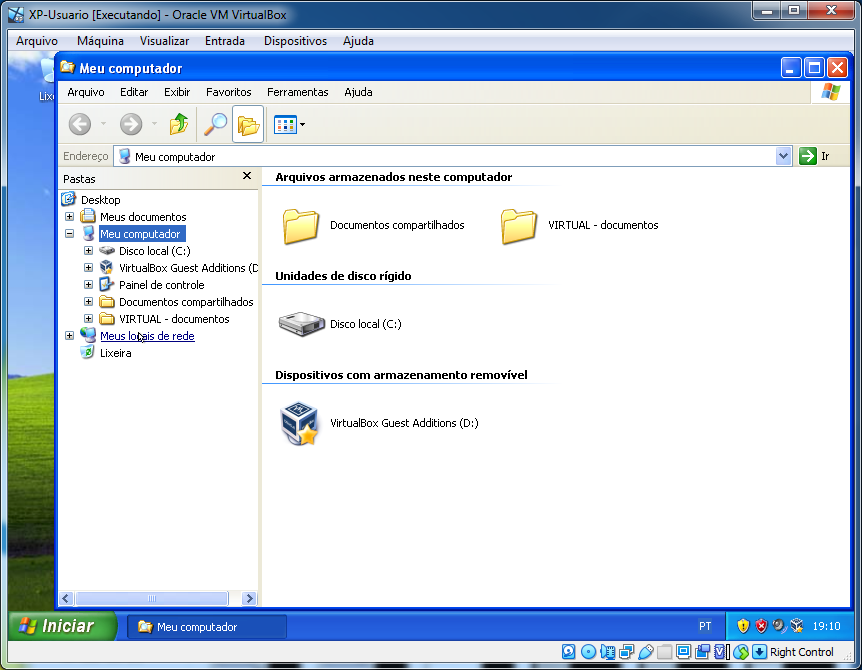 XP-Usuario [Executando] - Oracle VM VirtualBox
Arquivo Máquina Visualizar Entrada Dispositivos Ajuda
Meu computador
Arquivo Editar Exibir Favoritos Ferramentas Ajuda
Endereço Meu computador Ir
Pastas
Desktop
Meus documentos
Meu computador
Disco local (C:)
VirtualBox Guest Additions (D
Painel de controle
Documentos compartilhados
VIRTUAL - documentos
Meus locais de rede
Lixeira
Arquivos armazenados neste computador
Documentos compartilhados VIRTUAL - documentos
Unidades de disco rígido
Disco local (C:)
Dispositivos com armazenamento removível
VirtualBox Guest Additions (D:)
Lix
Iniciar Meu computador PT 19:10
Right Control